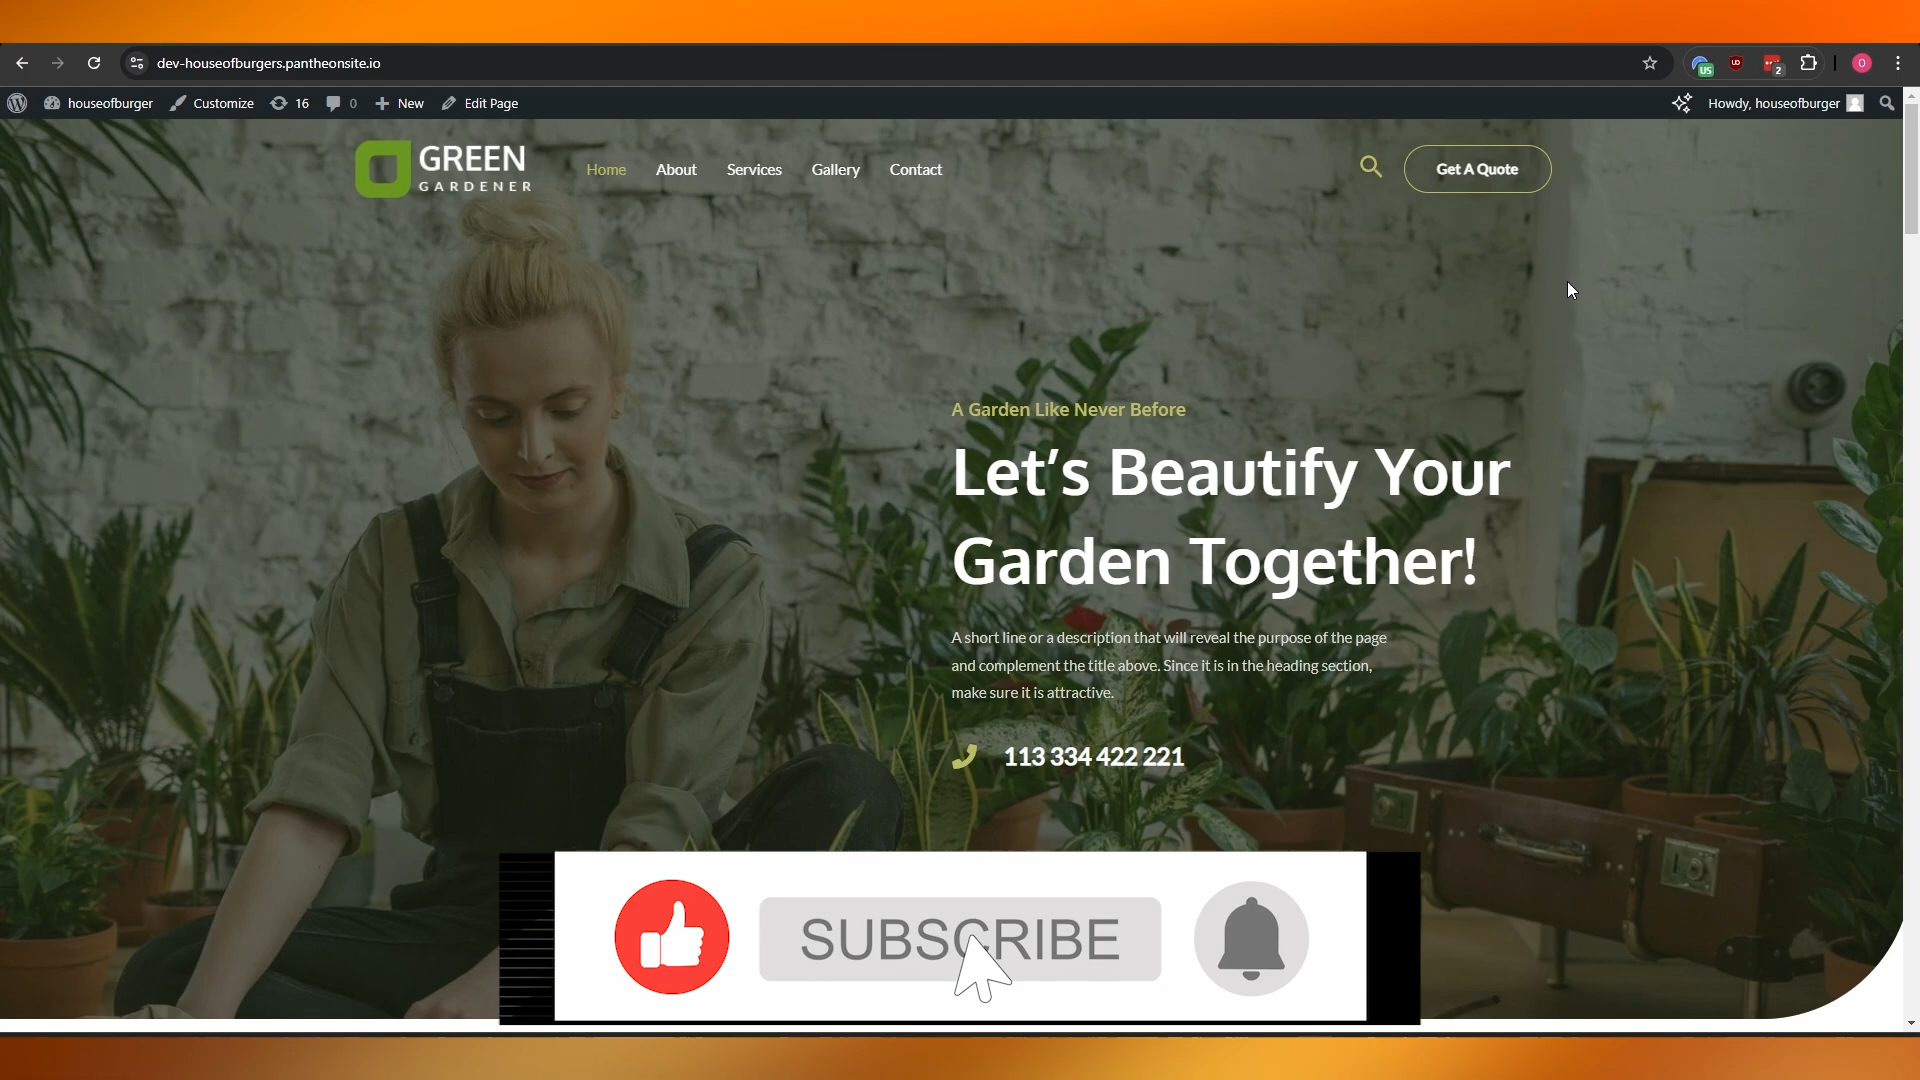 dev-houseofburgers.pantheonsite.io
US
2
O
houseofburger
Customize
16
0
New
Edit Page
Howdy, houseofburger
GREEN
GARDENER
Home
About
Services
Gallery
Contact
Get A Quote
A Garden Like Never Before
Let’s Beautify Your
Garden Together!
A short line or a description that will reveal the purpose of the page
and complement the title above. Since it is in the heading section,
make sure it is attractive.
113 334 422 221
SUBSCRIBE